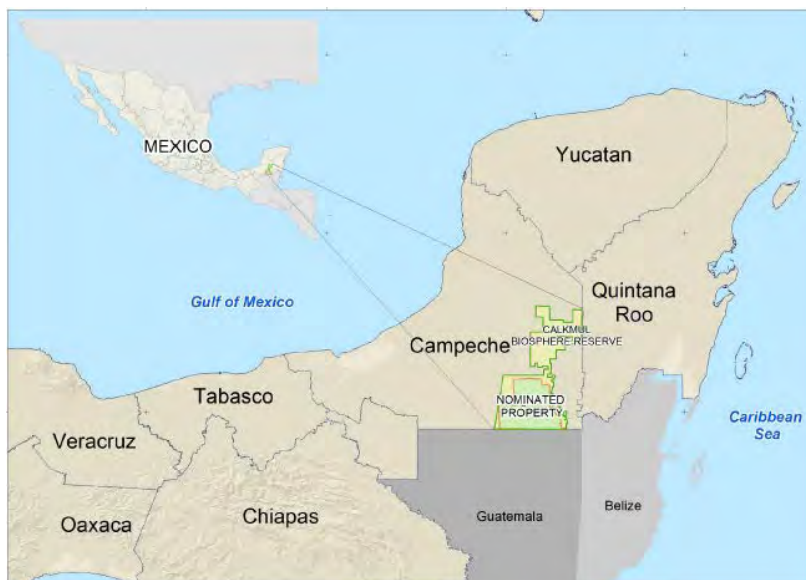 MEXICO
Yucatan
Gulf of Mexico
Quintana
Roo
CALKMUL
BIOSPHERE RESERVE
Campeche
Tabasco
NOMINATED
PROPERTY
Veracruz
Caribbean
Sea
Oaxaca
Chiapas
Guatemala
Belize